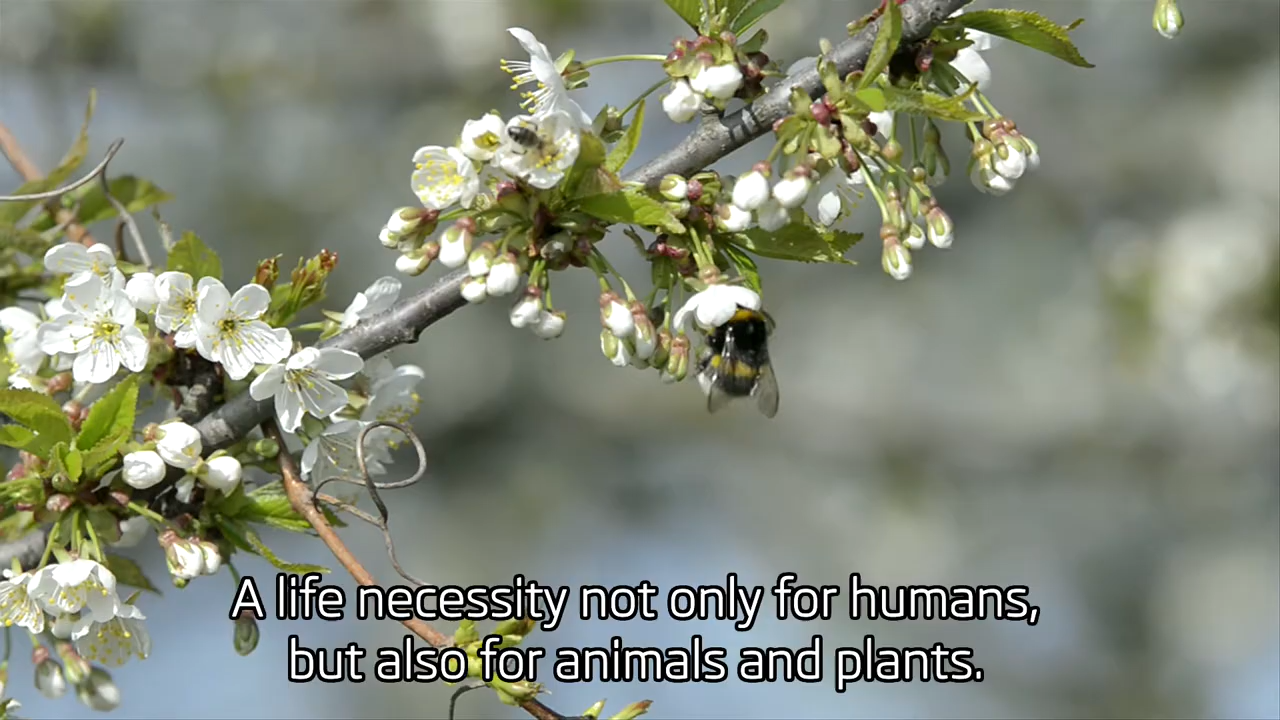 A life necessity not only for humans,
but also for animals and plants.